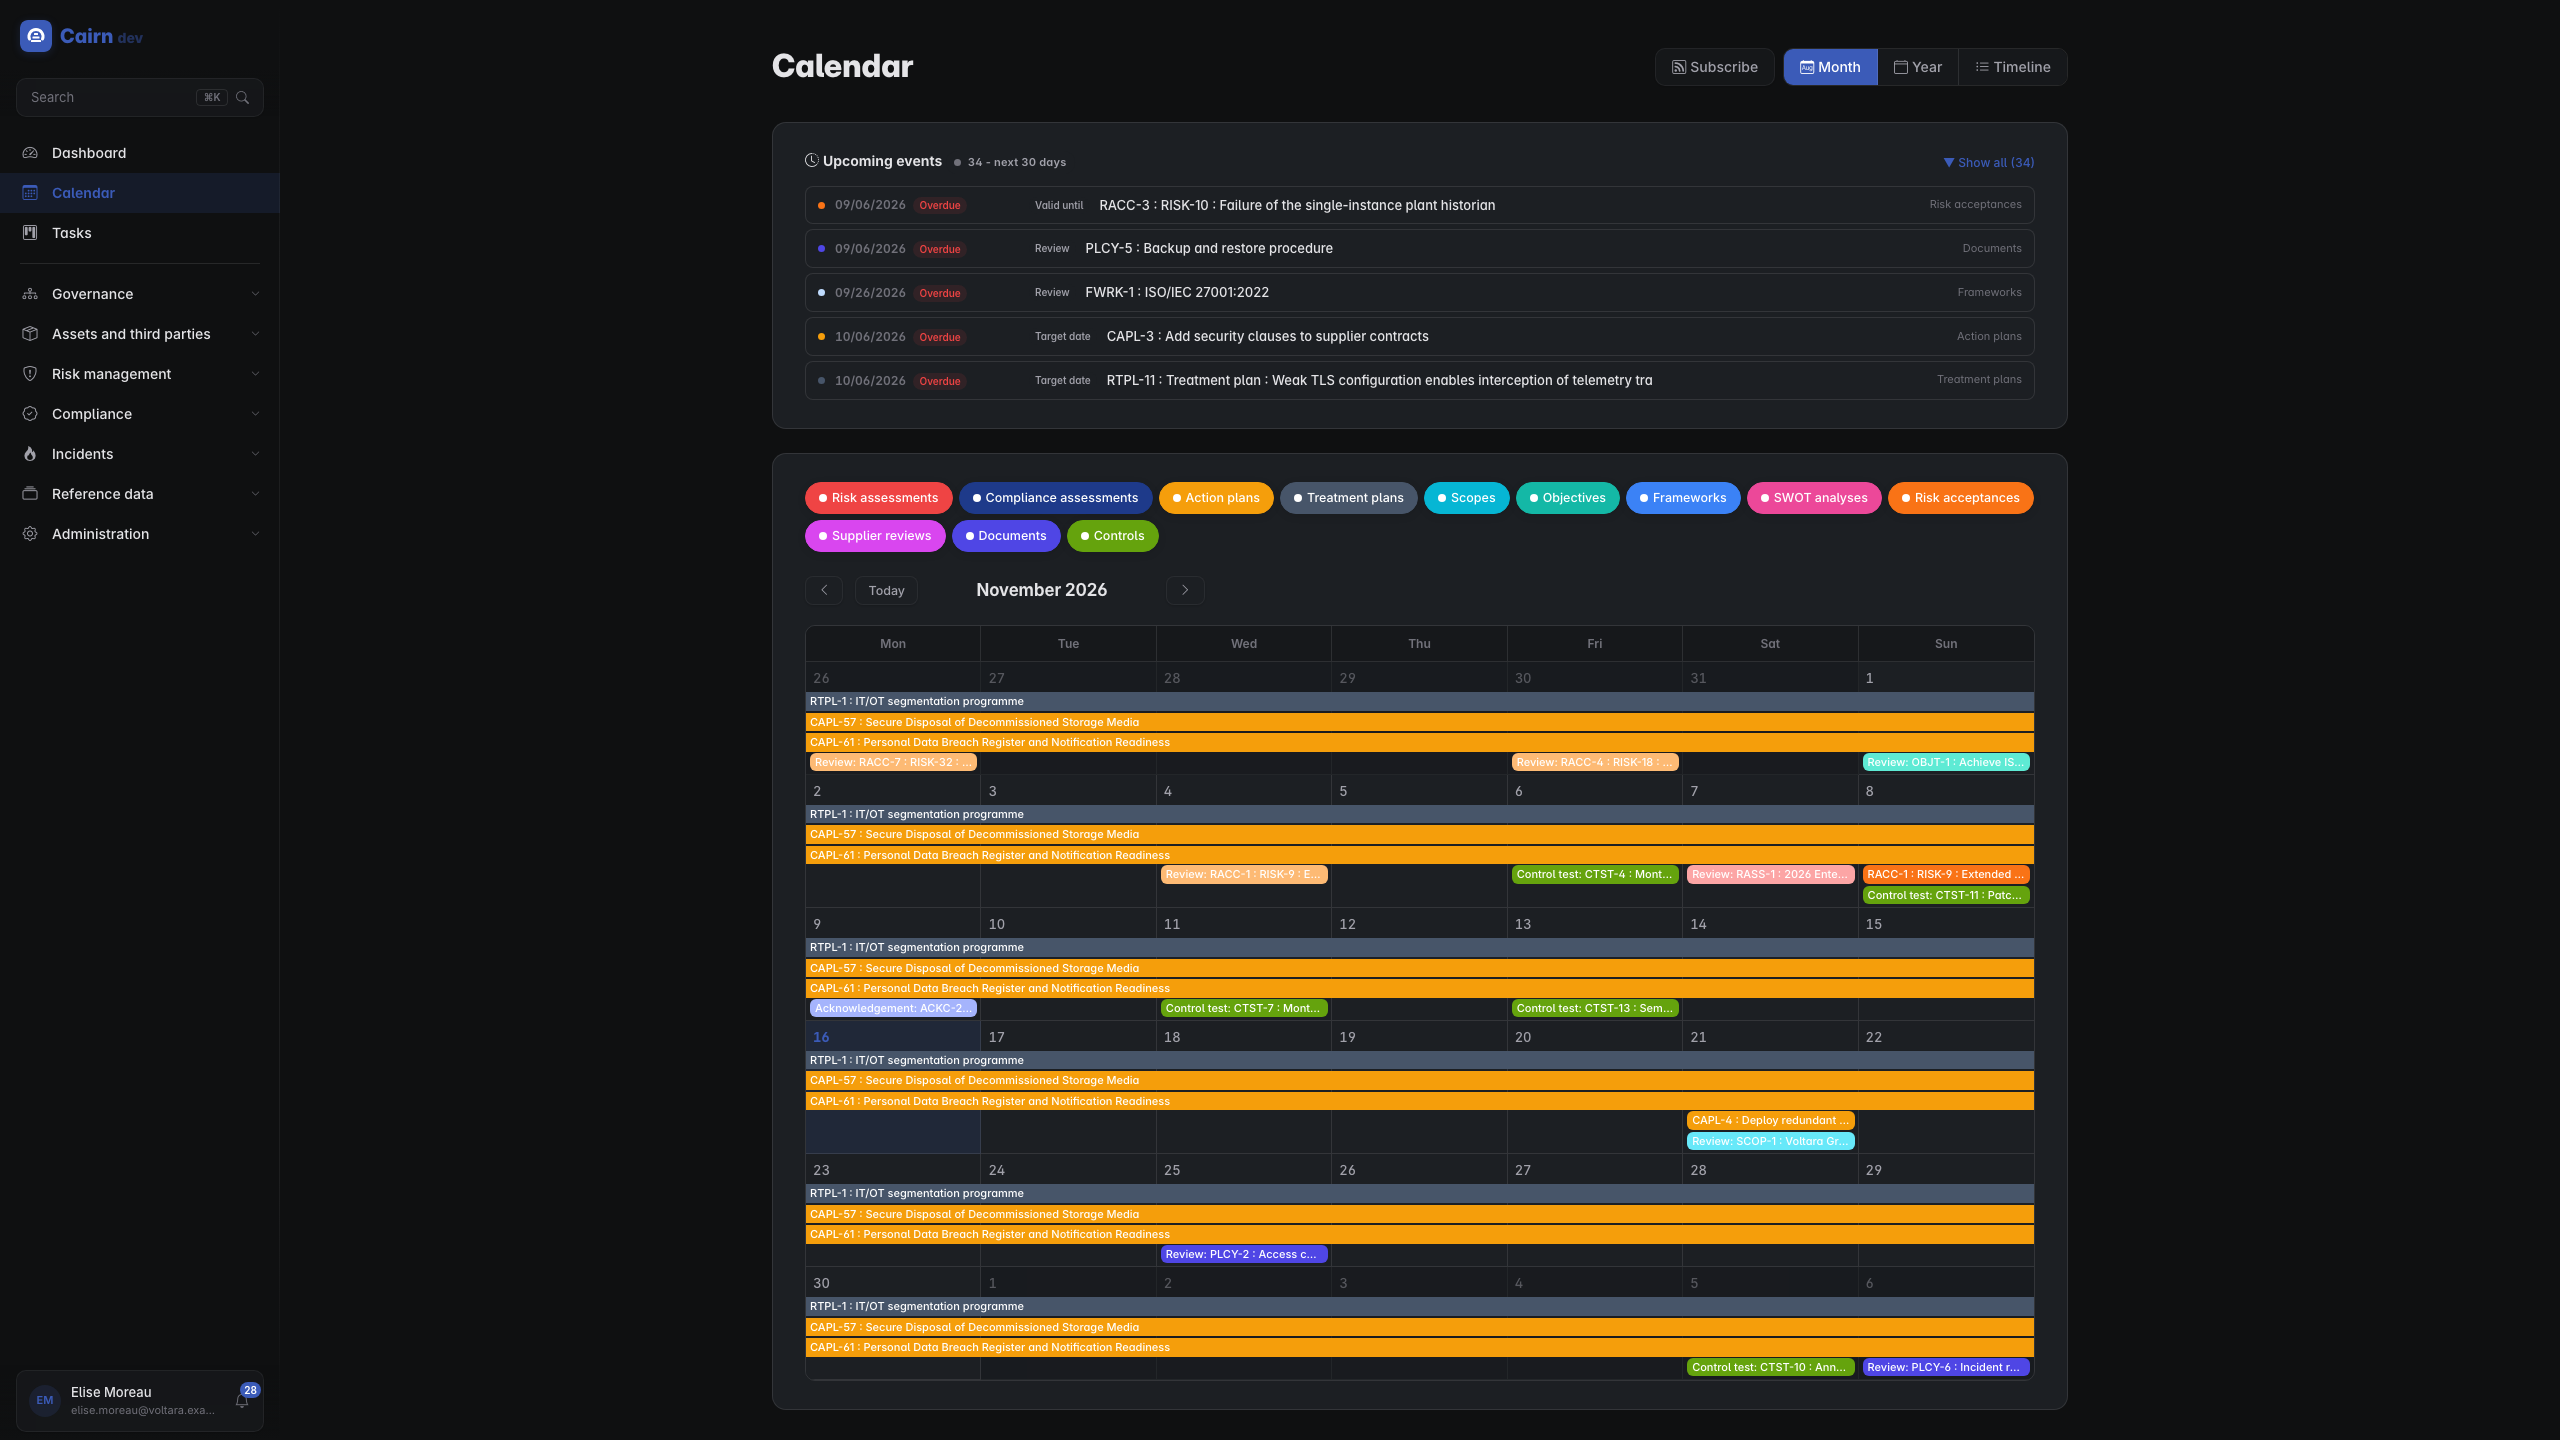 Cairn dev
Search ⌘K
Dashboard
Calendar
Tasks
Governance
Assets and third parties
Risk management
Compliance
Incidents
Reference data
Administration
EM Elise Moreau 28
elise.moreau@voltara.exa...
Calendar
Subscribe Month Year Timeline
Upcoming events 34 - next 30 days ▼ Show all (34)
09/06/2026 Overdue Valid until RACC-3 : RISK-10 : Failure of the single-instance plant historian Risk acceptances
09/06/2026 Overdue Review PLCY-5 : Backup and restore procedure Documents
09/26/2026 Overdue Review FWRK-1 : ISO/IEC 27001:2022 Frameworks
10/06/2026 Overdue Target date CAPL-3 : Add security clauses to supplier contracts Action plans
10/06/2026 Overdue Target date RTPL-11 : Treatment plan : Weak TLS configuration enables interception of telemetry tra Treatment plans
Risk assessments Compliance assessments Action plans Treatment plans Scopes Objectives Frameworks SWOT analyses Risk acceptances
Supplier reviews Documents Controls
Today November 2026
Mon Tue Wed Thu Fri Sat Sun
26 27 28 29 30 31 1
RTPL-1 : IT/OT segmentation programme
CAPL-57 : Secure Disposal of Decommissioned Storage Media
CAPL-61 : Personal Data Breach Register and Notification Readiness
Review: RACC-7 : RISK-32 : ... Review: RACC-4 : RISK-18 : ... Review: OBJT-1 : Achieve IS...
2 3 4 5 6 7 8
RTPL-1 : IT/OT segmentation programme
CAPL-57 : Secure Disposal of Decommissioned Storage Media
CAPL-61 : Personal Data Breach Register and Notification Readiness
Review: RACC-1 : RISK-9 : E... Control test: CTST-4 : Mont... Review: RASS-1 : 2026 Ente... RACC-1 : RISK-9 : Extended ...
Control test: CTST-11 : Patc...
9 10 11 12 13 14 15
RTPL-1 : IT/OT segmentation programme
CAPL-57 : Secure Disposal of Decommissioned Storage Media
CAPL-61 : Personal Data Breach Register and Notification Readiness
Acknowledgement: ACKC-2... Control test: CTST-7 : Mont... Control test: CTST-13 : Sem...
16 17 18 19 20 21 22
RTPL-1 : IT/OT segmentation programme
CAPL-57 : Secure Disposal of Decommissioned Storage Media
CAPL-61 : Personal Data Breach Register and Notification Readiness
CAPL-4 : Deploy redundant ...
Review: SCOP-1 : Voltara Gr...
23 24 25 26 27 28 29
RTPL-1 : IT/OT segmentation programme
CAPL-57 : Secure Disposal of Decommissioned Storage Media
CAPL-61 : Personal Data Breach Register and Notification Readiness
Review: PLCY-2 : Access c...
30 1 2 3 4 5 6
RTPL-1 : IT/OT segmentation programme
CAPL-57 : Secure Disposal of Decommissioned Storage Media
CAPL-61 : Personal Data Breach Register and Notification Readiness
Control test: CTST-10 : Ann... Review: PLCY-6 : Incident r...